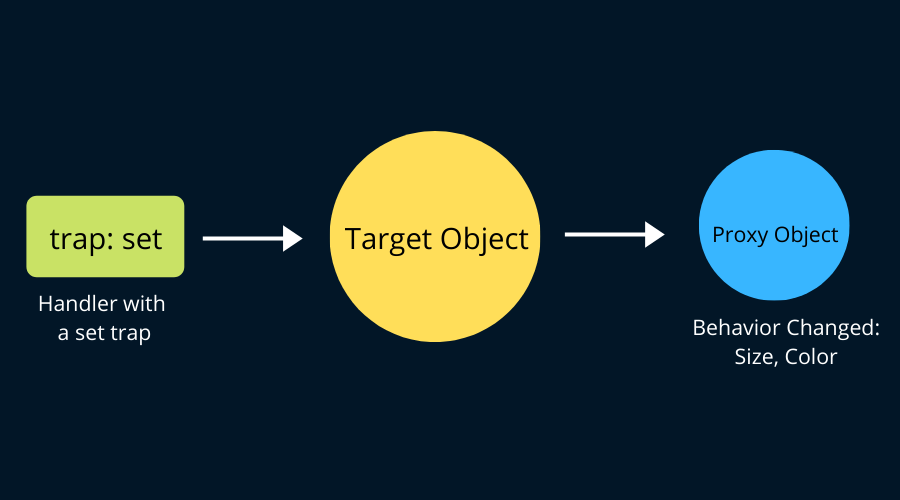 trap: set
Handler with
a set trap
Target Object
Proxy Object
Behavior Changed:
Size, Color